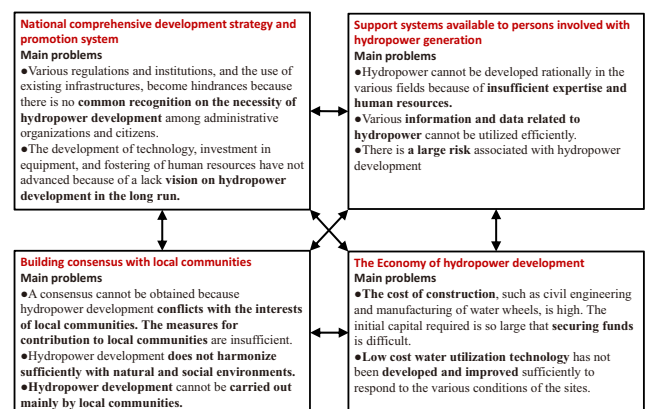 National comprehensive development strategy and
promotion system
Main problems
●Various regulations and institutions, and the use of
existing infrastructures, become hindrances because
there is no common recognition on the necessity of
hydropower development among administrative
organizations and citizens.
●The development of technology, investment in
equipment, and fostering of human resources have not
advanced because of a lack vision on hydropower
development in the long run.
Support systems available to persons involved with
hydropower generation
Main problems
●Hydropower cannot be developed rationally in the
various fields because of insufficient expertise and
human resources.
●Various information and data related to
hydropower cannot be utilized efficiently.
●There is a large risk associated with hydropower
development
Building consensus with local communities
Main problems
●A consensus cannot be obtained because
hydropower development conflicts with the interests
of local communities. The measures for
contribution to local communities are insufficient.
●Hydropower development does not harmonize
sufficiently with natural and social environments.
●Hydropower development cannot be carried out
mainly by local communities.
The Economy of hydropower development
Main problems
●The cost of construction, such as civil engineering
and manufacturing of water wheels, is high. The
initial capital required is so large that securing funds
is difficult.
●Low cost water utilization technology has not
been developed and improved sufficiently to
respond to the various conditions of the sites.